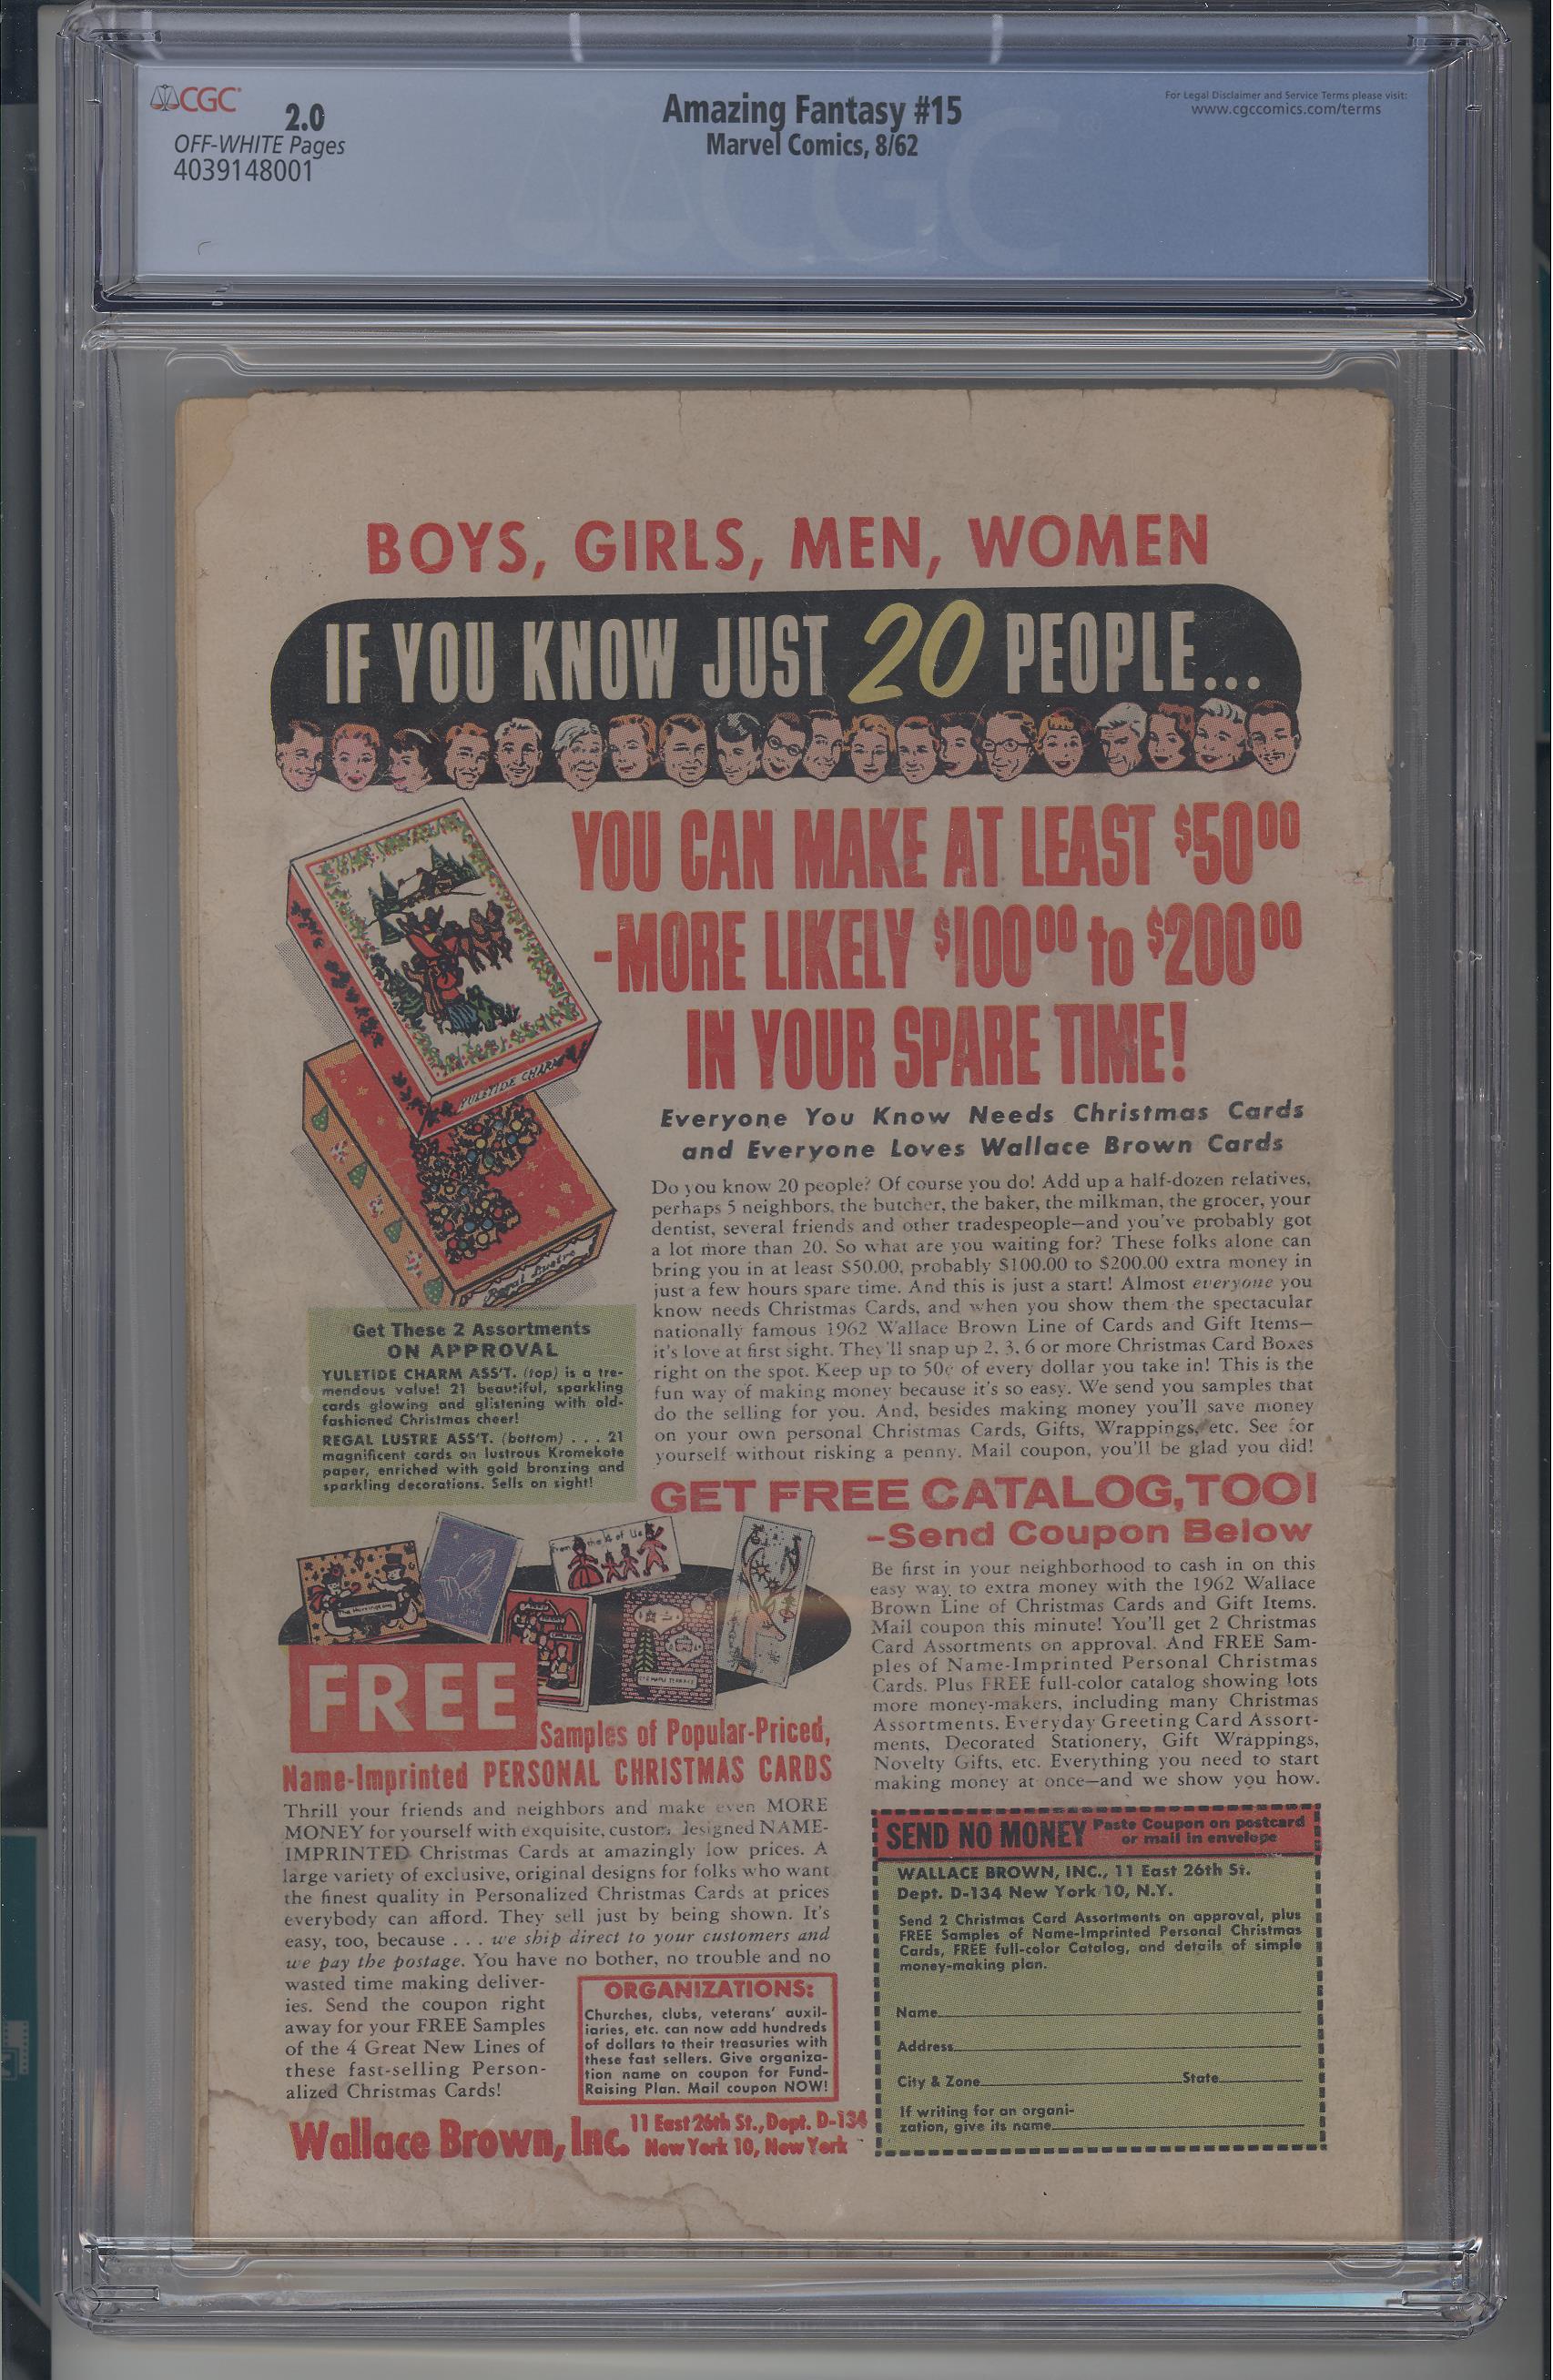 CGC
2.0
OFF-WHITE Pages
4039148001
Amazing Fantasy #15
Marvel Comics, 8/62
For Legal Disclaimer and Service Terms please visit:
www.cgccomics.com/terms
BOYS, GIRLS, MEN, WOMEN
IF YOU KNOW JUST 20 PEOPLE...
YOU CAN MAKE AT LEAST $50.00
-MORE LIKELY $100.00 to $200.00
IN YOUR SPARE TIME!
Everyone You Know Needs Christmas Cards
and Everyone Loves Wallace Brown Cards
Do you know 20 people? Of course you do! Add up a half-dozen relatives,
perhaps 5 neighbors, the butcher, the baker, the milkman, the grocer, your
dentist, several friends and other tradespeople—and you've probably got
a lot more than 20. So what are you waiting for? These folks alone can
bring you in at least $50.00, probably $100.00 to $200.00 extra money in
just a few hours spare time. And this is just a start! Almost everyone you
know needs Christmas Cards, and when you show them the spectacular
nationally famous 1962 Wallace Brown Line of Cards and Gift Items—
it's love at first sight. They'll snap up 2, 3, 6 or more Christmas Card Boxes
right on the spot. Keep up to 50¢ of every dollar you take in! This is the
fun way of making money because it's so easy. We send you samples that
do the selling for you. And, besides making money you'll save money
on your own personal Christmas Cards, Gifts, Wrappings, etc. See for
yourself without risking a penny. Mail coupon, you'll be glad you did!
YULETIDE CHARM
Regal Lustre
Get These 2 Assortments
ON APPROVAL
YULETIDE CHARM ASS'T. (top) is a tre-
mendous value! 21 beautiful, sparkling
cards glowing and glistening with old-
fashioned Christmas cheer!
REGAL LUSTRE ASS'T. (bottom) . . . 21
magnificent cards on lustrous Kromekote
paper, enriched with gold bronzing and
sparkling decorations. Sells on sight!
GET FREE CATALOG, TOO!
-Send Coupon Below
Be first in your neighborhood to cash in on this
easy way to extra money with the 1962 Wallace
Brown Line of Christmas Cards and Gift Items.
Mail coupon this minute! You'll get 2 Christmas
Card Assortments on approval. And FREE Sam-
ples of Name-Imprinted Personal Christmas
Cards. Plus FREE full-color catalog showing lots
more money-makers, including many Christmas
Assortments, Everyday Greeting Card Assort-
ments, Decorated Stationery, Gift Wrappings,
Novelty Gifts, etc. Everything you need to start
making money at once—and we show you how.
From the 4 of Us
FREE
Samples of Popular-Priced,
Name-Imprinted PERSONAL CHRISTMAS CARDS
Thrill your friends and neighbors and make even MORE
MONEY for yourself with exquisite, custom designed NAME-
IMPRINTED Christmas Cards at amazingly low prices. A
large variety of exclusive, original designs for folks who want
the finest quality in Personalized Christmas Cards at prices
everybody can afford. They sell just by being shown. It's
easy, too, because . . . we ship direct to your customers and
we pay the postage. You have no bother, no trouble and no
wasted time making deliver-
ies. Send the coupon right
away for your FREE Samples
of the 4 Great New Lines of
these fast-selling Person-
alized Christmas Cards!
ORGANIZATIONS:
Churches, clubs, veterans' auxil-
iaries, etc. can now add hundreds
of dollars to their treasuries with
these fast sellers. Give organiza-
tion name on coupon for Fund-
Raising Plan. Mail coupon NOW!
Wallace Brown, Inc.
11 East 26th St., Dept. D-134
New York 10, New York
SEND NO MONEY
Paste Coupon on postcard
or mail in envelope
WALLACE BROWN, INC., 11 East 26th St.
Dept. D-134 New York 10, N.Y.
Send 2 Christmas Card Assortments on approval, plus
FREE Samples of Name-Imprinted Personal Christmas
Cards, FREE full-color Catalog, and details of simple
money-making plan.
Name
Address
City & Zone State
If writing for an organi-
zation, give its name